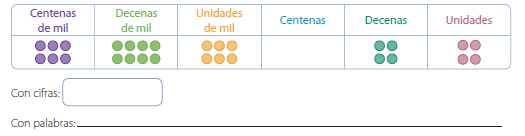 Centenas de mil Decenas de mil Unidades de mil Centenas Decenas Unidades
Con cifras:
Con palabras: